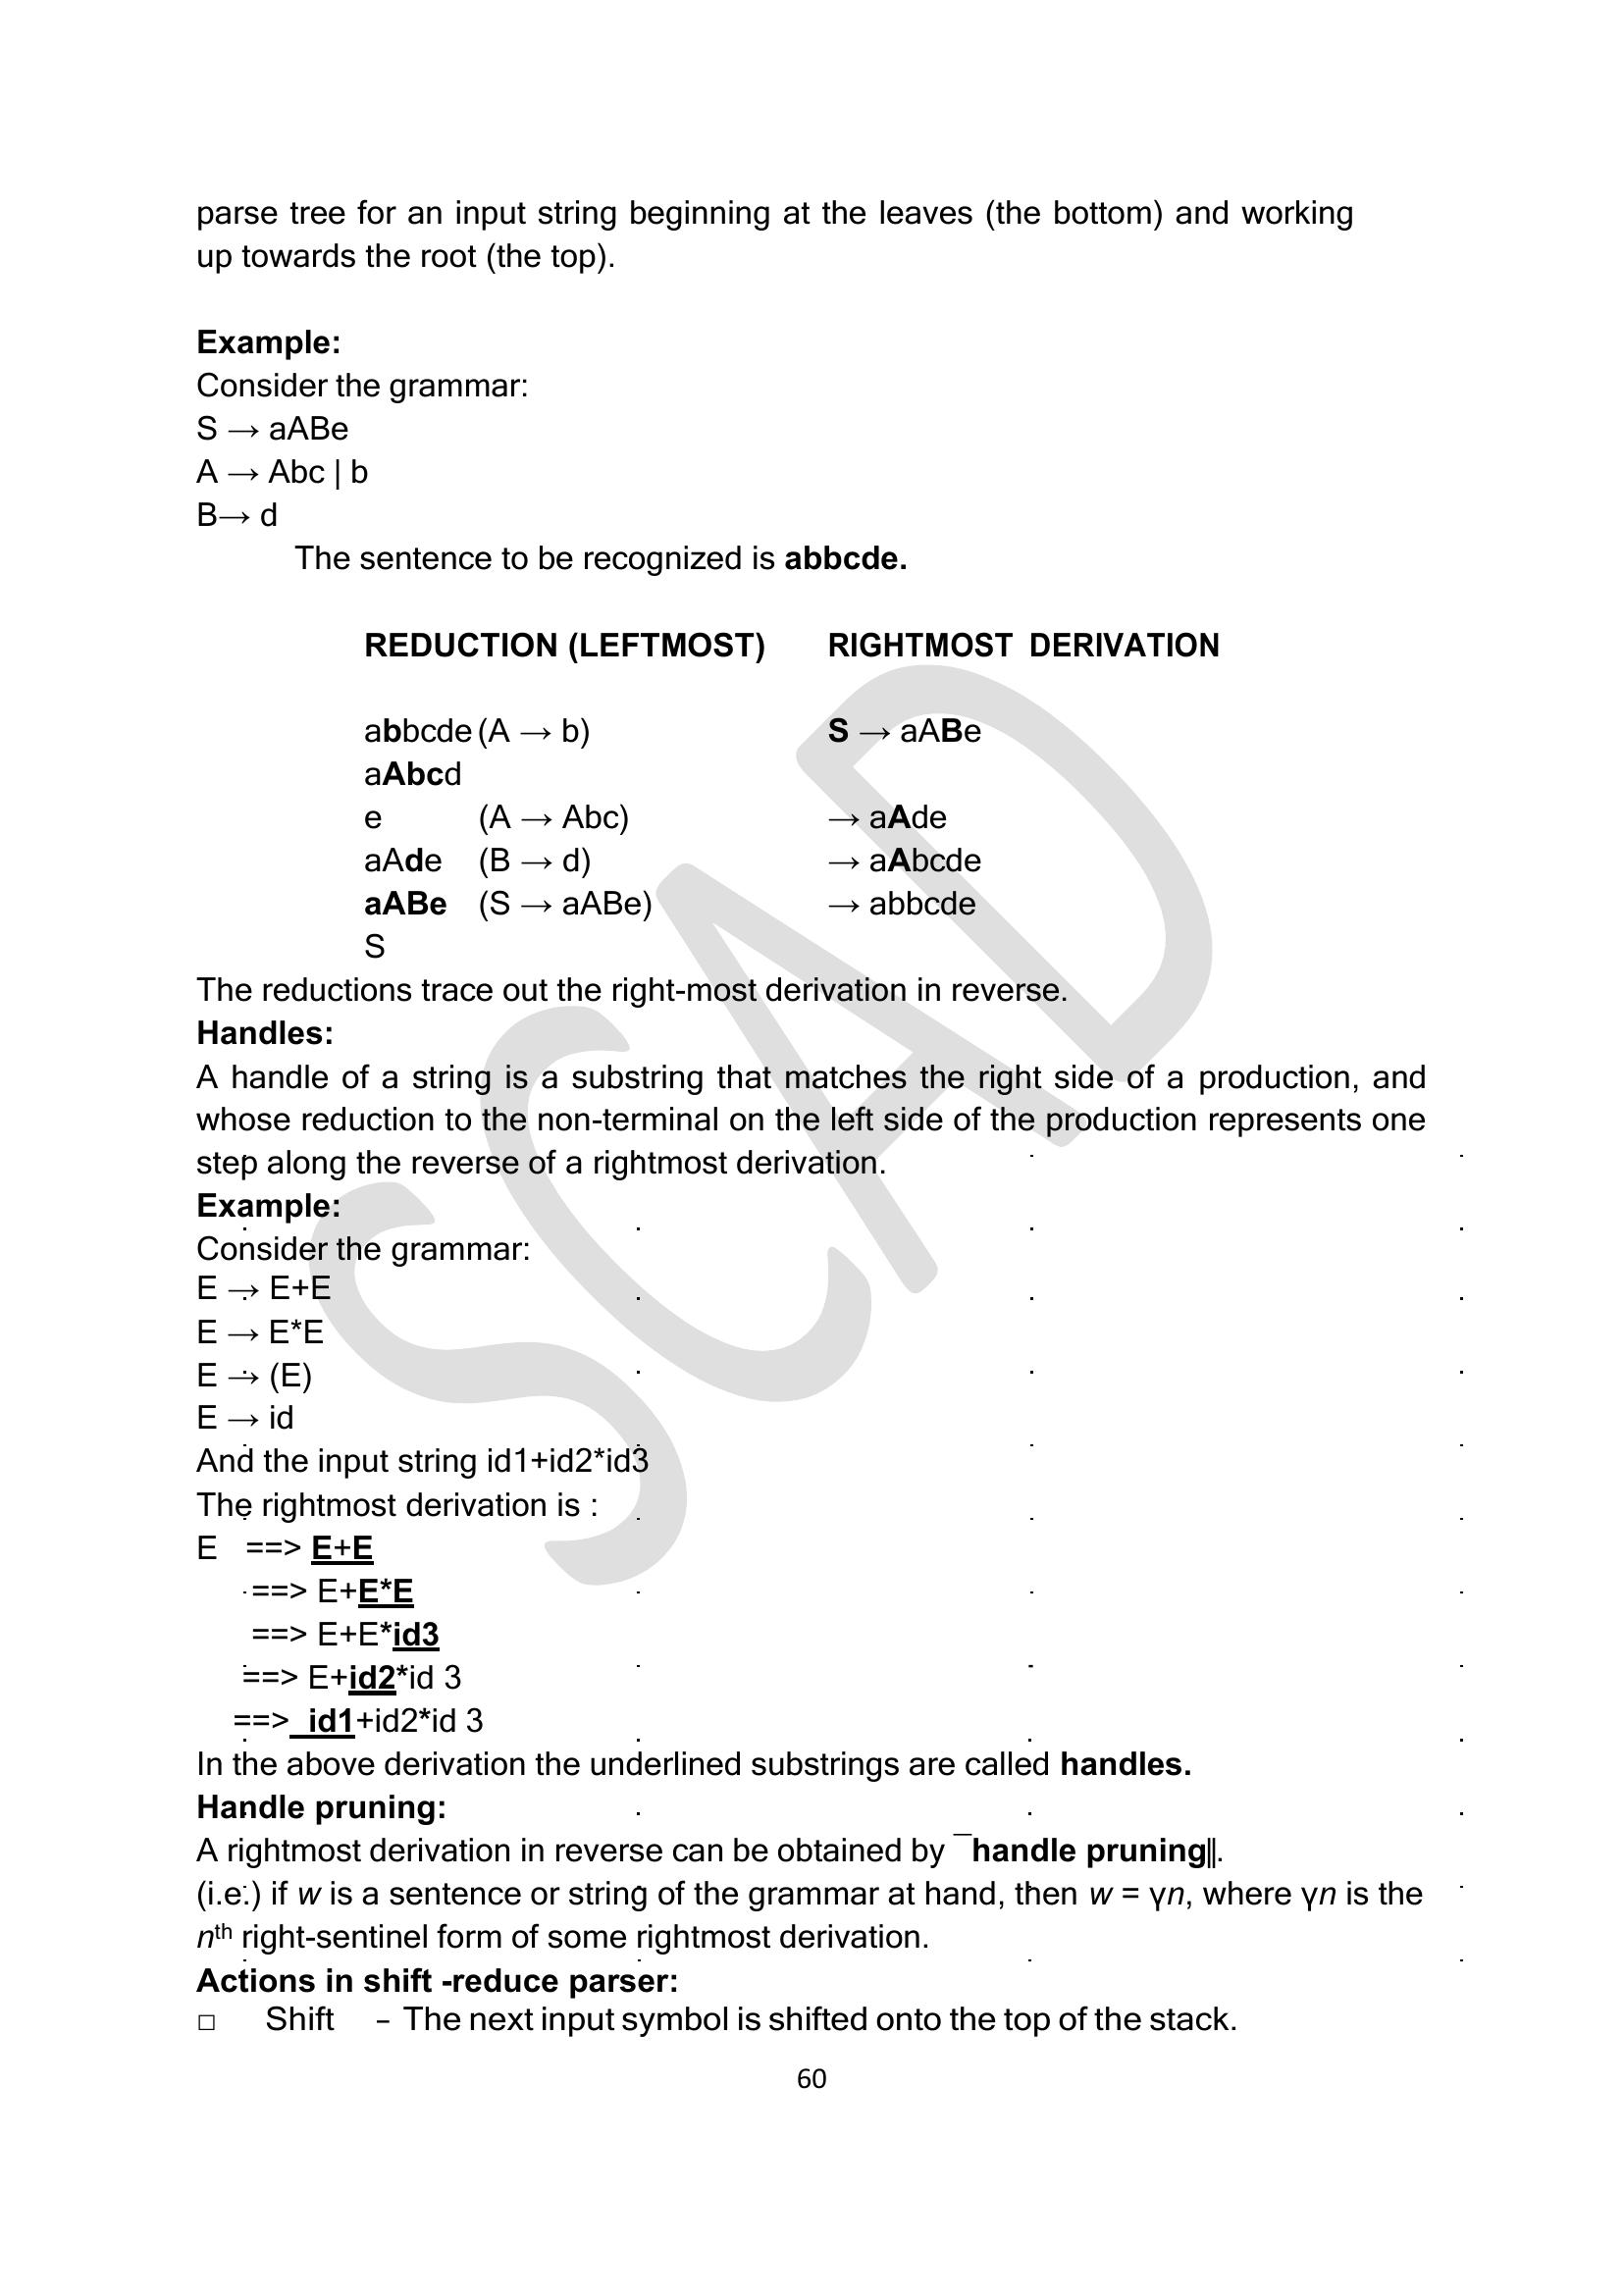 parse tree for an input string beginning at the leaves (the bottom) and working
up towards the root (the top).
Example:
Consider the grammar:
S → aABe
A → Abc | b
B→ d
The sentence to be recognized is abbcde.
REDUCTION (LEFTMOST) RIGHTMOST DERIVATION
abbcde (A → b) S → aABe
aAbcd
e (A → Abc) → aAde
aAde (B → d) → aAbcde
aABe (S → aABe) → abbcde
S
The reductions trace out the right-most derivation in reverse.
Handles:
A handle of a string is a substring that matches the right side of a production, and
whose reduction to the non-terminal on the left side of the production represents one
step along the reverse of a rightmost derivation.
Example:
Consider the grammar:
E → E+E
E → E*E
E → (E)
E → id
And the input string id1+id2*id3
The rightmost derivation is :
E ==> E+E
==> E+E*E
==> E+E*id3
==> E+id2*id 3
==> id1+id2*id 3
In the above derivation the underlined substrings are called handles.
Handle pruning:
A rightmost derivation in reverse can be obtained by ¯handle pruning‖.
(i.e.) if w is a sentence or string of the grammar at hand, then w = γn, where γn is the
nth right-sentinel form of some rightmost derivation.
Actions in shift -reduce parser:
□ Shift – The next input symbol is shifted onto the top of the stack.
60
SCAD